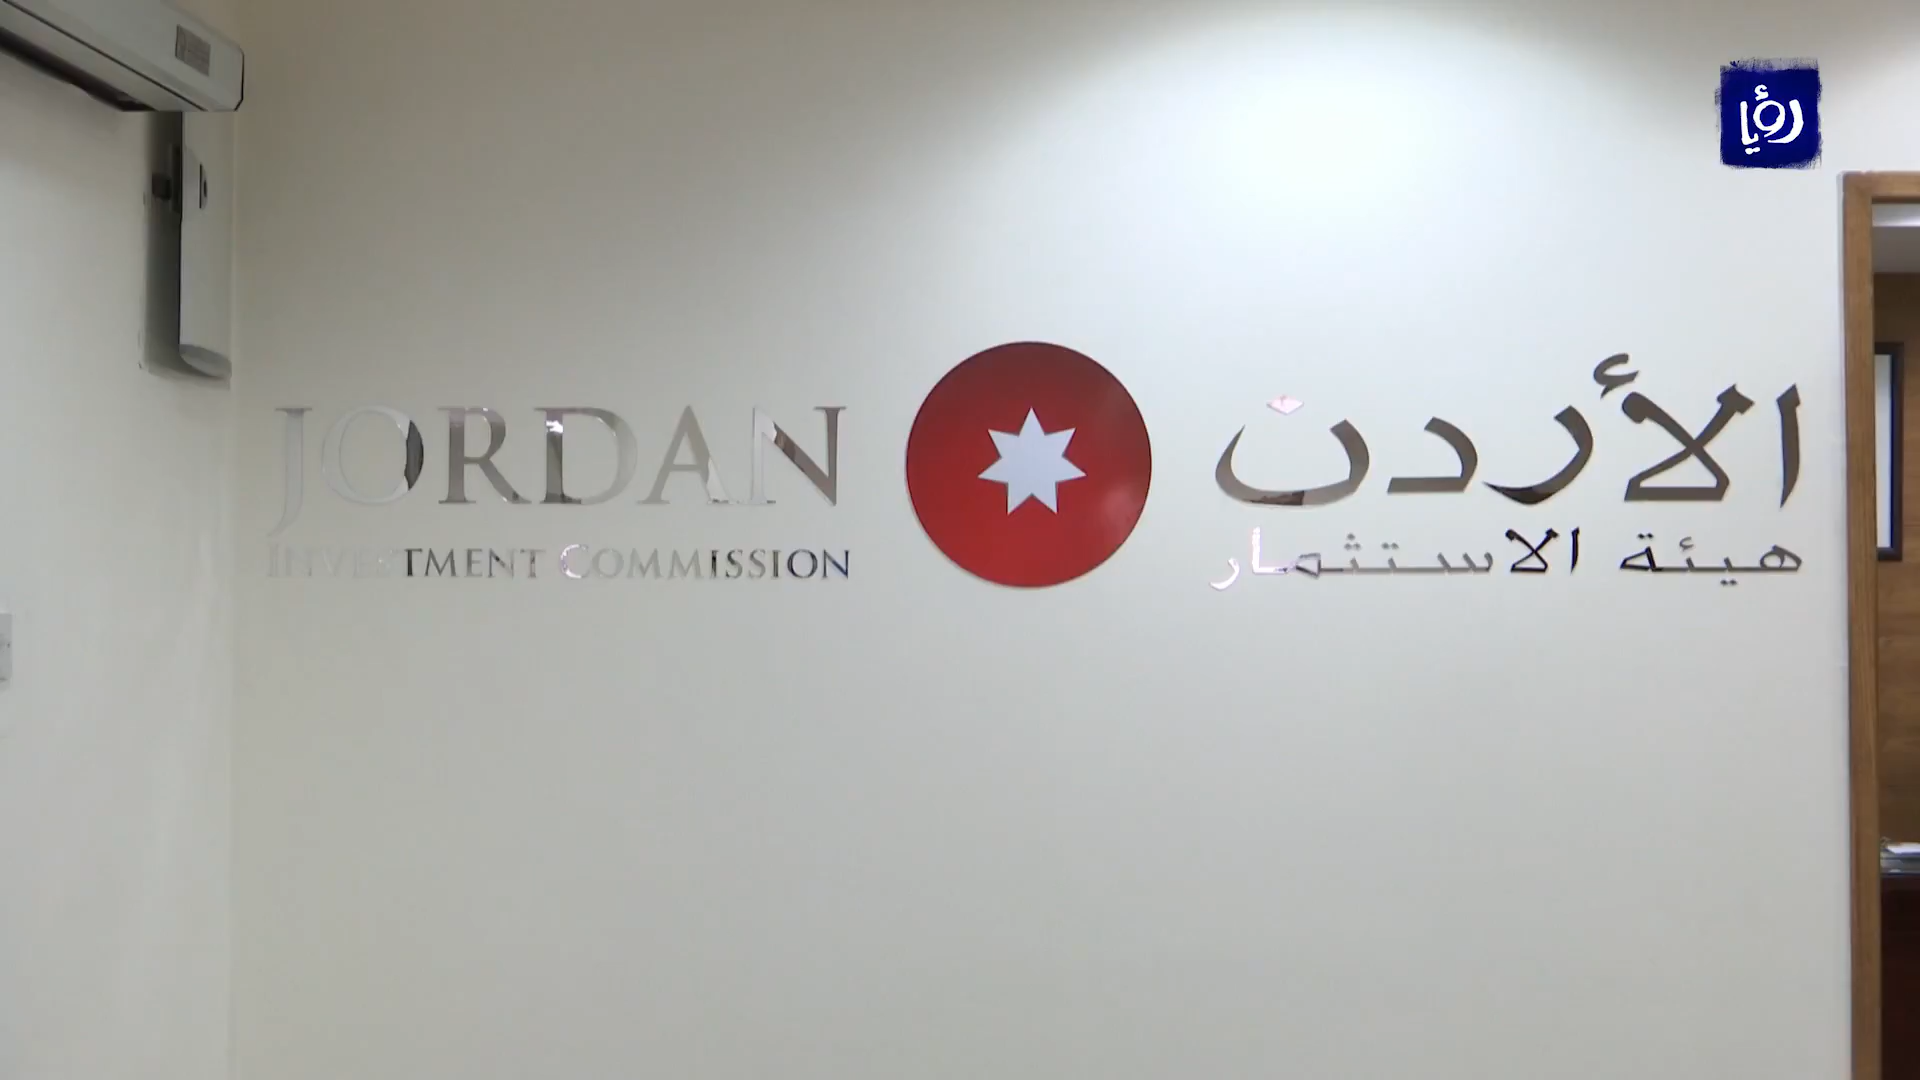 رؤيا
JORDAN
INVESTMENT COMMISSION
الأردن
هيئة الاستثمار